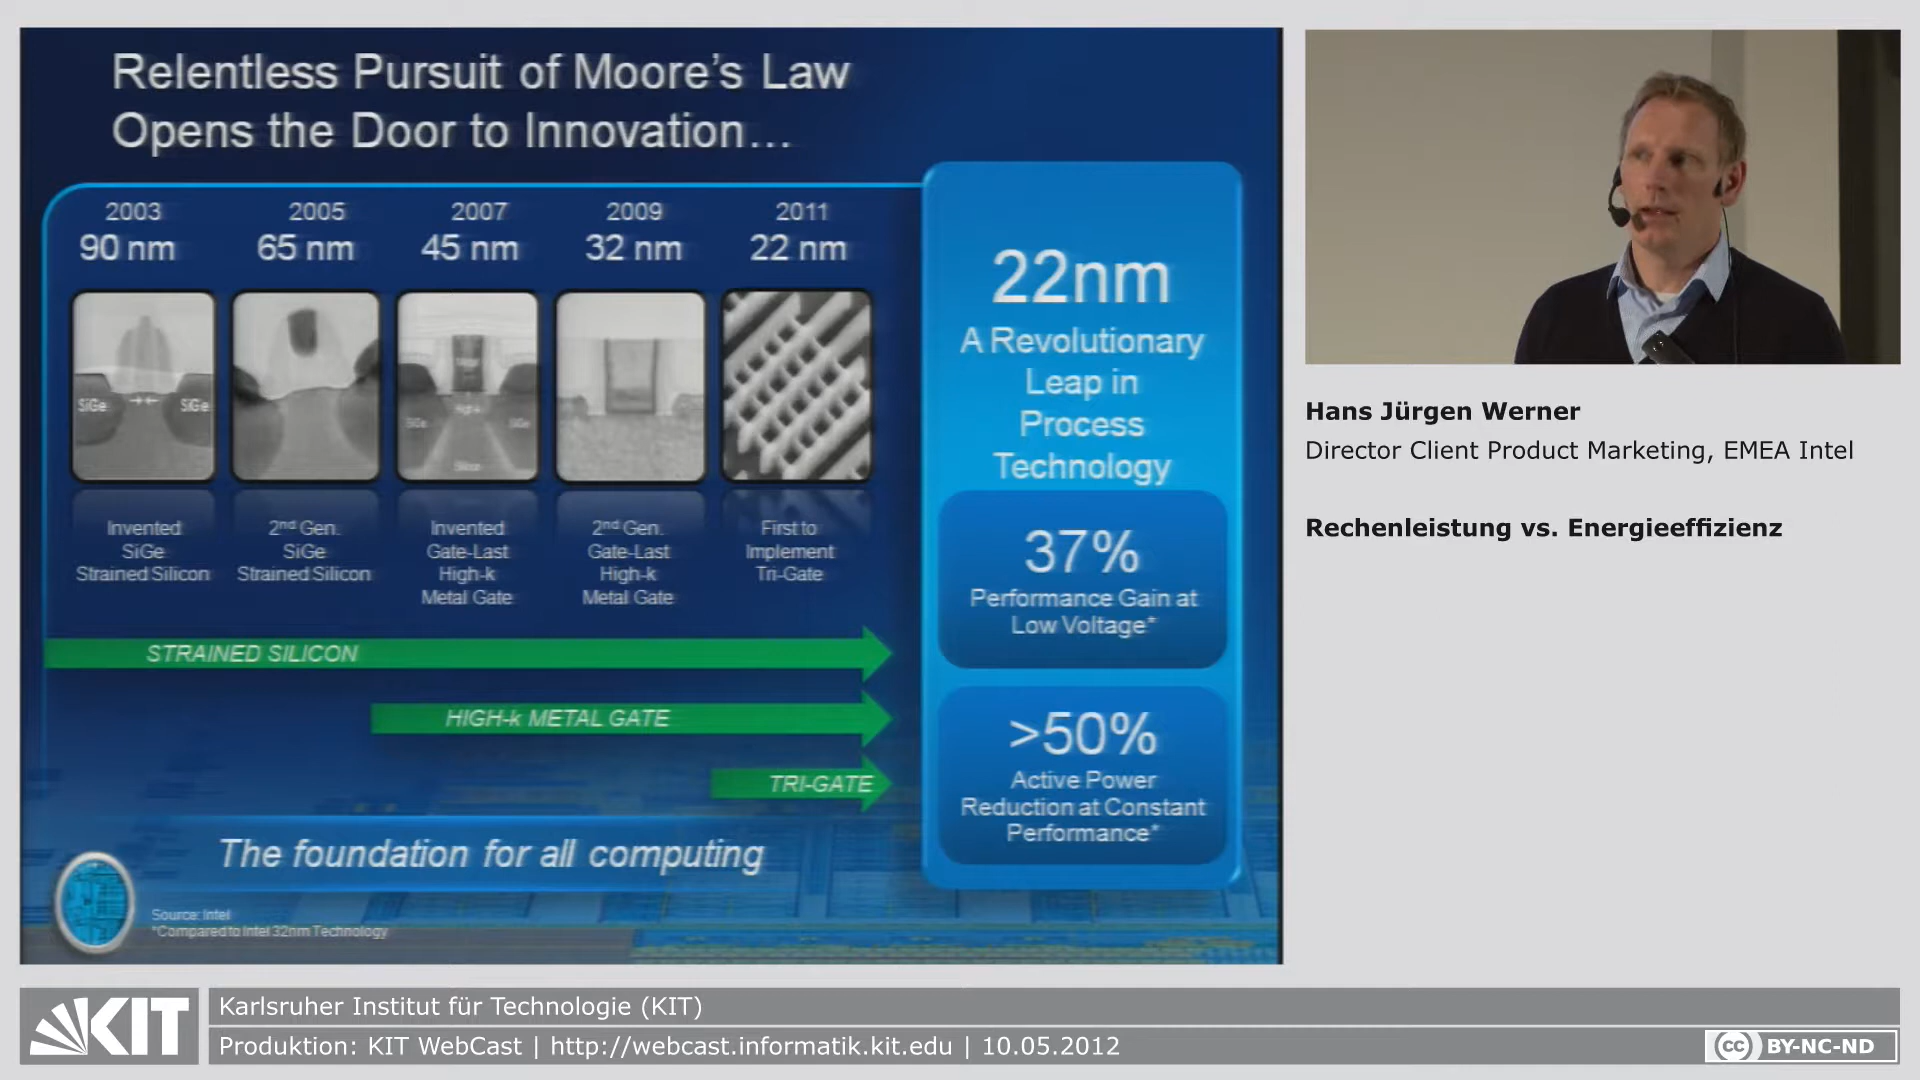 Relentless Pursuit of Moore's Law
Opens the Door to Innovation...
2003
90 nm
2005
65 nm
2007
45 nm
2009
32 nm
2011
22 nm
SiGe
SiGe
Invented
SiGe
Strained Silicon
2nd Gen.
SiGe
Strained Silicon
Invented
Gate-Last
High-k
Metal Gate
2nd Gen.
Gate-Last
High-k
Metal Gate
First to
Implement
Tri-Gate
STRAINED SILICON
HIGH-k METAL GATE
TRI-GATE
The foundation for all computing
Source: Intel
*Compared to Intel 32nm Technology
22nm
A Revolutionary
Leap in
Process
Technology
37%
Performance Gain at
Low Voltage*
>50%
Active Power
Reduction at Constant
Performance*
Hans Jürgen Werner
Director Client Product Marketing, EMEA Intel
Rechenleistung vs. Energieeffizienz
KIT
Karlsruher Institut für Technologie (KIT)
Produktion: KIT WebCast | http://webcast.informatik.kit.edu | 10.05.2012
cc BY-NC-ND